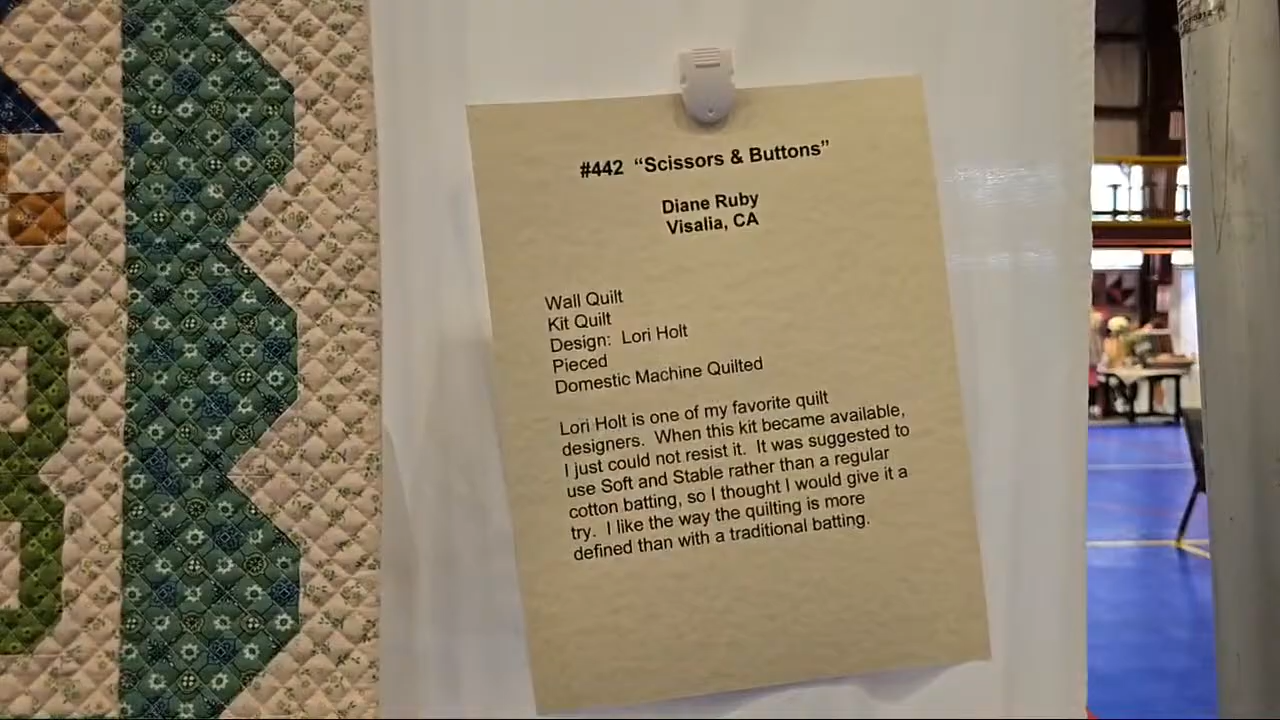 #442 “Scissors & Buttons”
Diane Ruby
Visalia, CA
Wall Quilt
Kit Quilt
Design: Lori Holt
Pieced
Domestic Machine Quilted
Lori Holt is one of my favorite quilt
designers. When this kit became available,
I just could not resist it. It was suggested to
use Soft and Stable rather than a regular
cotton batting, so I thought I would give it a
try. I like the way the quilting is more
defined than with a traditional batting.